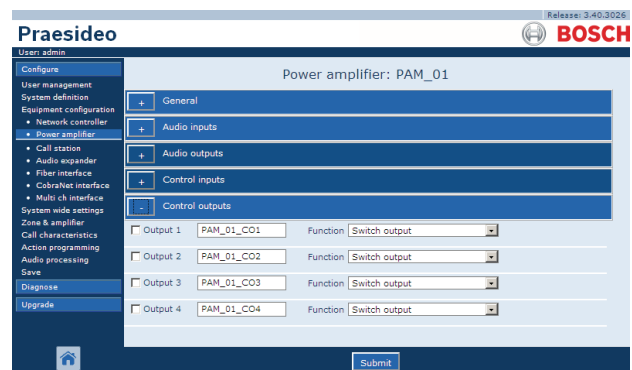 Release: 3.40.3026
Praesideo
BOSCH
User: admin
Configure
User management
System definition
Equipment configuration
• Network controller
• Power amplifier
• Call station
• Audio expander
• Fiber interface
• CobraNet interface
• Multi ch interface
System wide settings
Zone & amplifier
Call characteristics
Action programming
Audio processing
Save
Diagnose
Upgrade
Power amplifier: PAM_01
+ General
+ Audio inputs
+ Audio outputs
+ Control inputs
- Control outputs
Output 1 PAM_01_CO1 Function Switch output
Output 2 PAM_01_CO2 Function Switch output
Output 3 PAM_01_CO3 Function Switch output
Output 4 PAM_01_CO4 Function Switch output
Submit